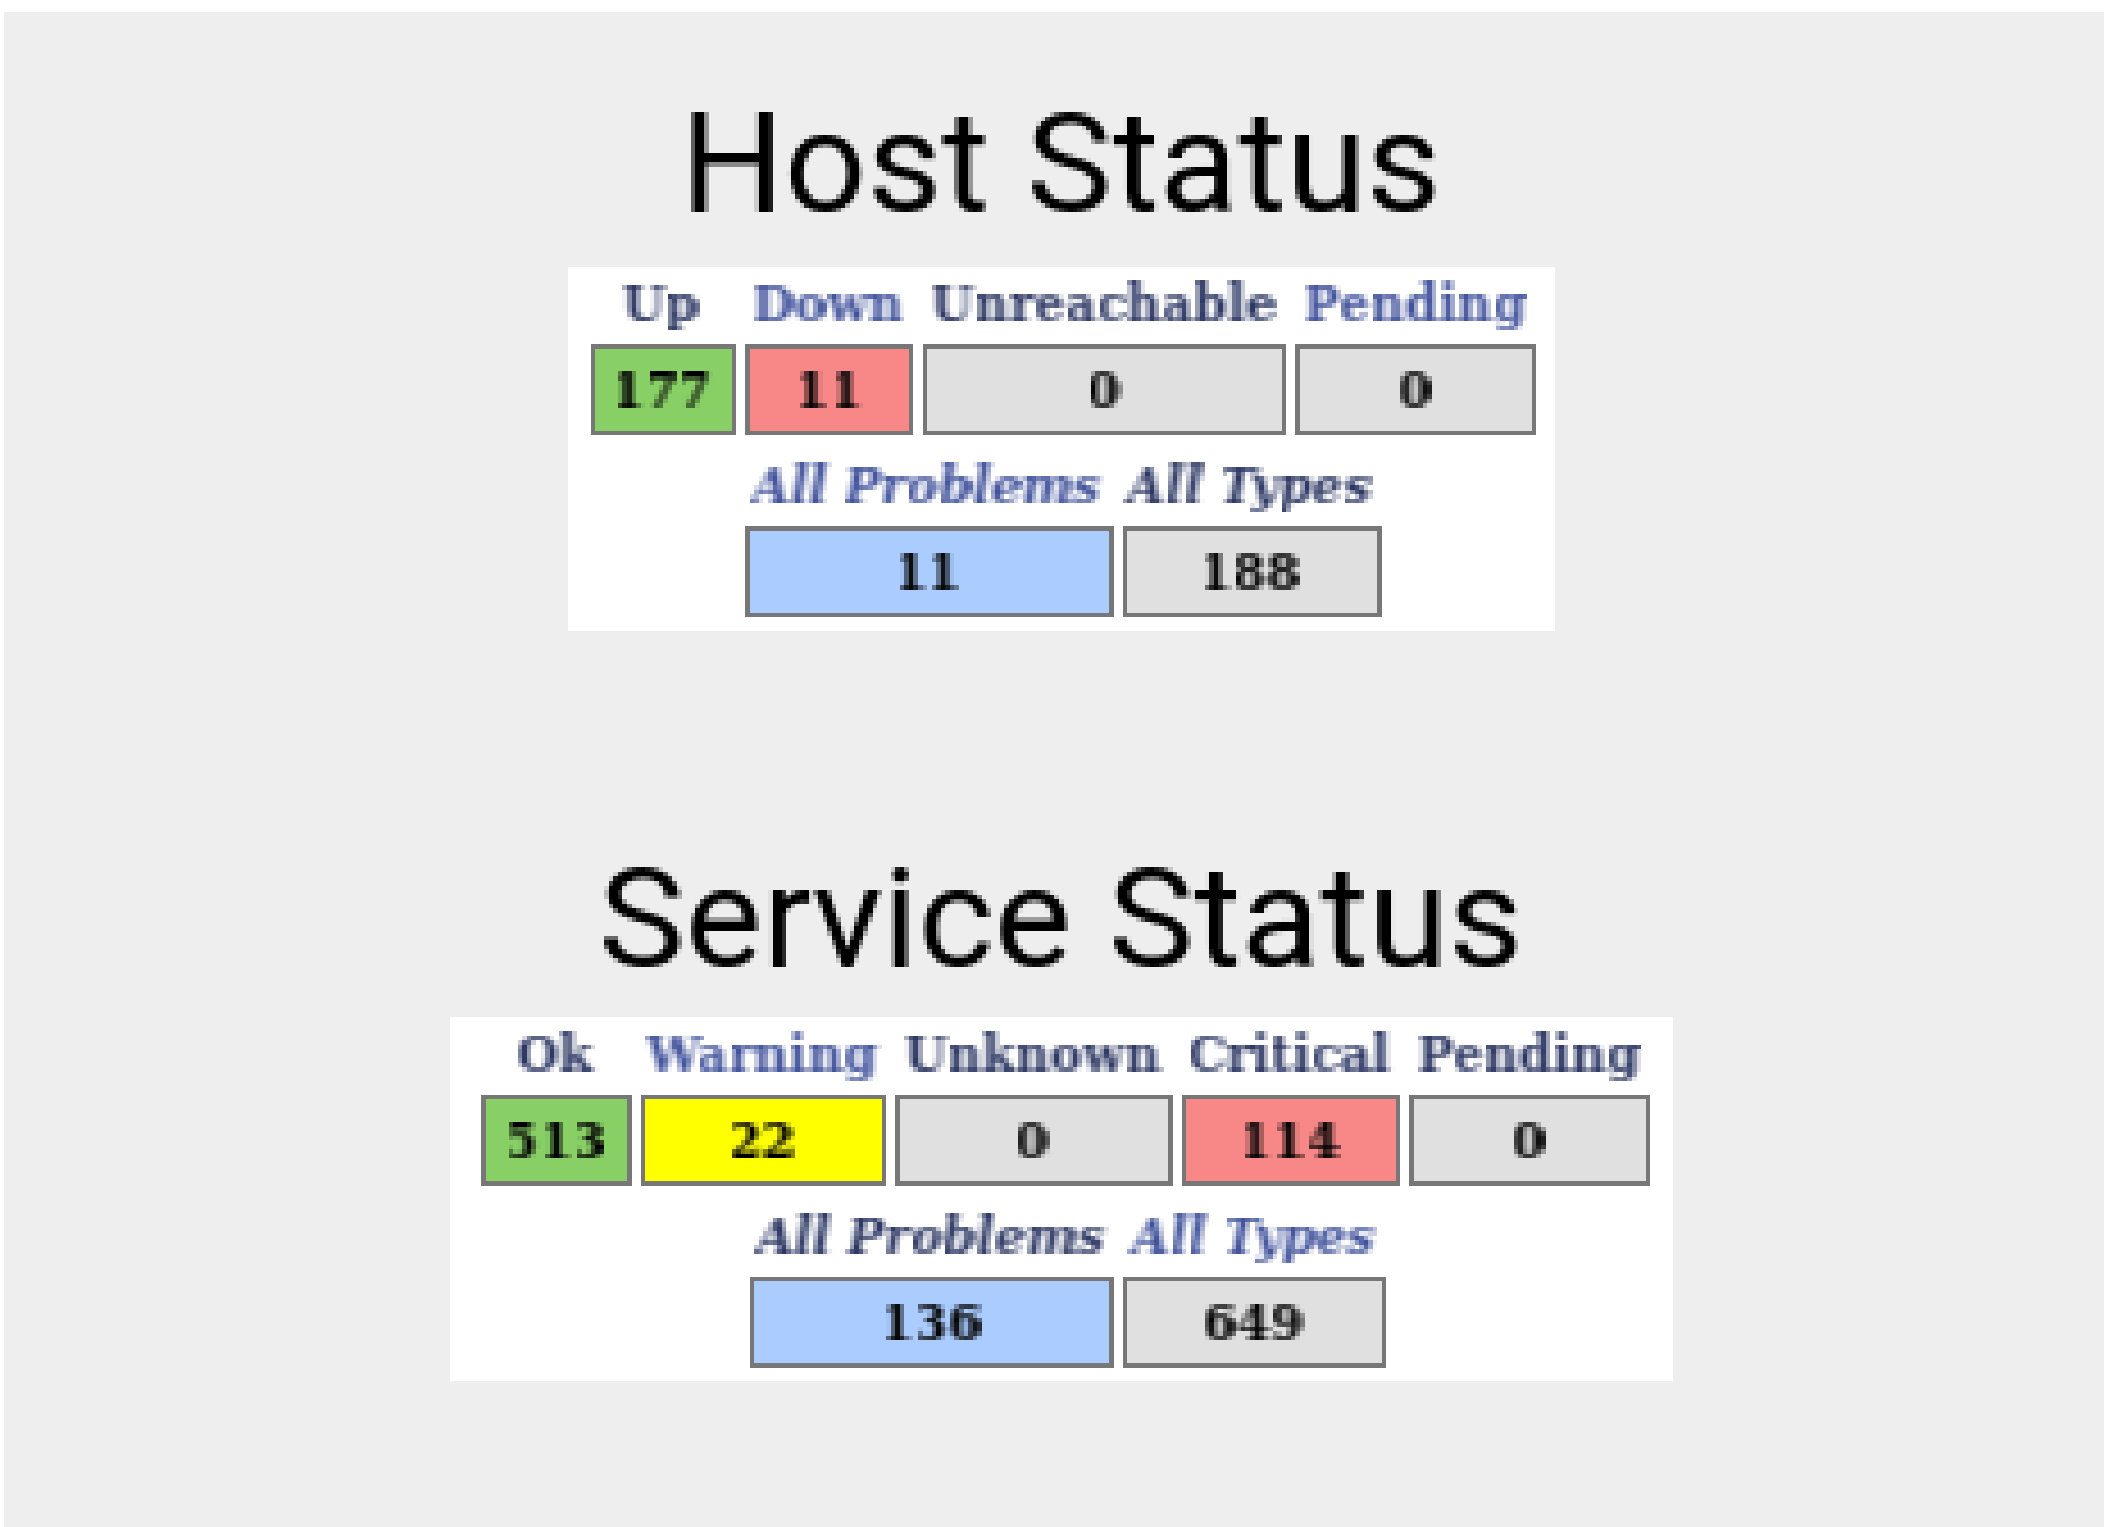 Host Status
Up Down Unreachable Pending
177 11 0 0
All Problems All Types
11 188
Service Status
Ok Warning Unknown Critical Pending
513 22 0 114 0
All Problems All Types
136 649